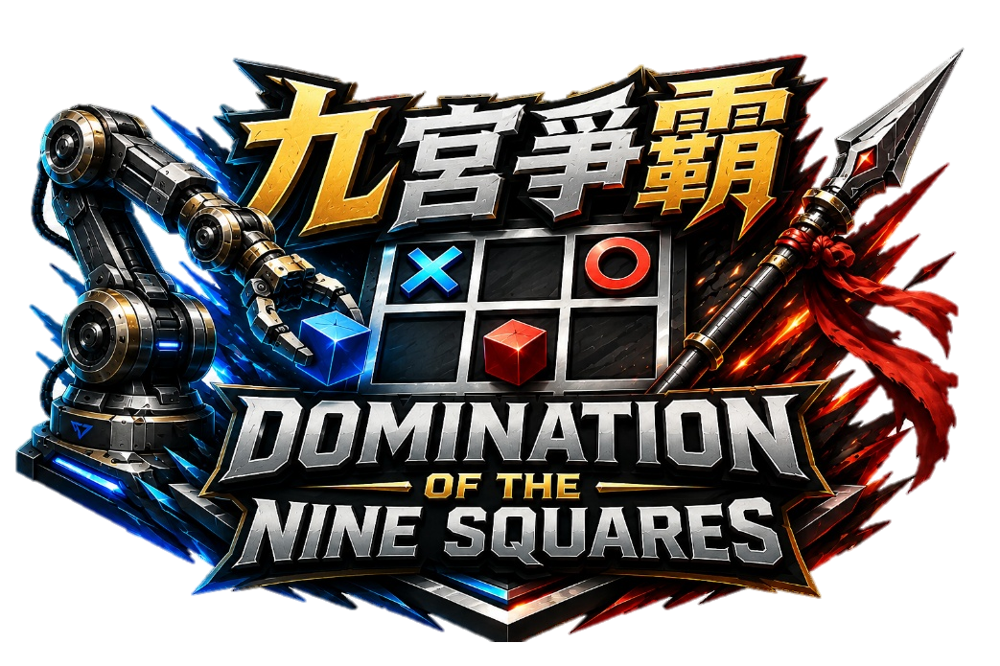 九宮爭霸
DOMINATION
OF THE
NINE SQUARES